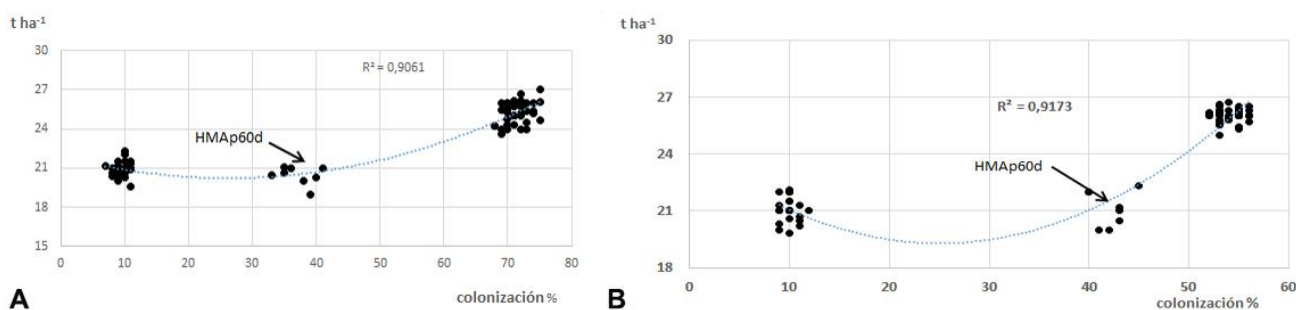 t ha-1
30
27
24
21
18
15
R² = 0,9061
HMAp60d
0 10 20 30 40 50 60 70 80
colonización %
A
t ha-1
30
27
24
21
18
R² = 0,9173
HMAp60d
0 10 20 30 40 50 60
colonización %
B